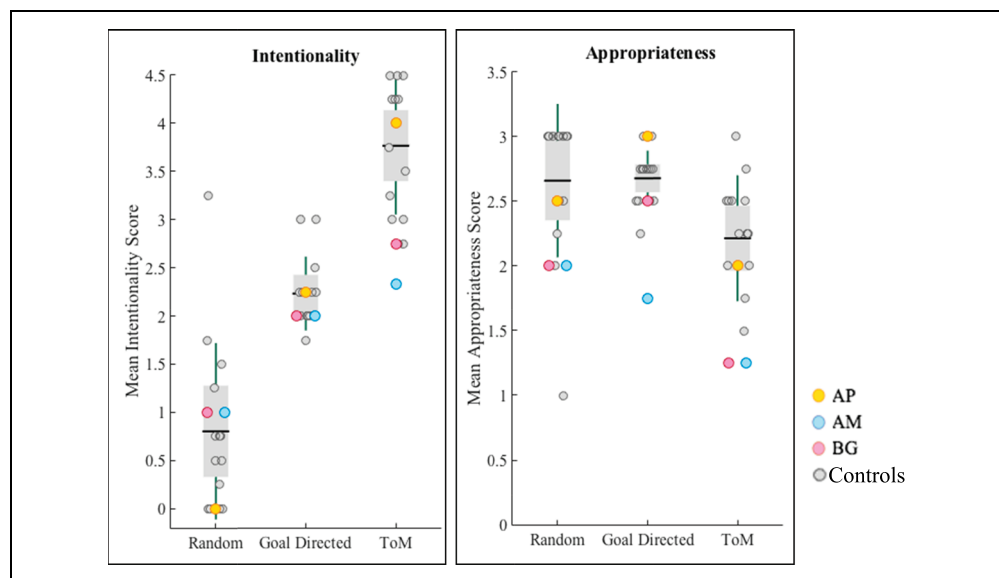 Intentionality
Mean Intentionality Score
4.5
4
3.5
3
2.5
2
1.5
1
0.5
0
Random Goal Directed ToM
Appropriateness
Mean Appropriateness Score
3.5
3
2.5
2
1.5
1
0.5
0
Random Goal Directed ToM
AP
AM
BG
Controls